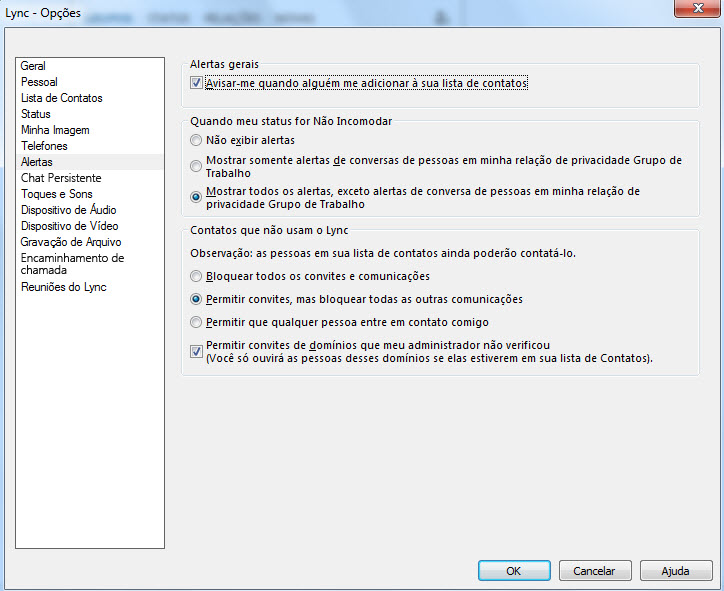 Lync - Opções
Geral
Pessoal
Lista de Contatos
Status
Minha Imagem
Telefones
Alertas
Chat Persistente
Toques e Sons
Dispositivo de Áudio
Dispositivo de Vídeo
Gravação de Arquivo
Encaminhamento de
chamada
Reuniões do Lync
Alertas gerais
Avisar-me quando alguém me adicionar à sua lista de contatos
Quando meu status for Não Incomodar
Não exibir alertas
Mostrar somente alertas de conversas de pessoas em minha relação de privacidade Grupo de
Trabalho
Mostrar todos os alertas, exceto alertas de conversa de pessoas em minha relação de
privacidade Grupo de Trabalho
Contatos que não usam o Lync
Observação: as pessoas em sua lista de contatos ainda poderão contatá-lo.
Bloquear todos os convites e comunicações
Permitir convites, mas bloquear todas as outras comunicações
Permitir que qualquer pessoa entre em contato comigo
Permitir convites de domínios que meu administrador não verificou
(Você só ouvirá as pessoas desses domínios se elas estiverem em sua lista de Contatos).
OK
Cancelar
Ajuda